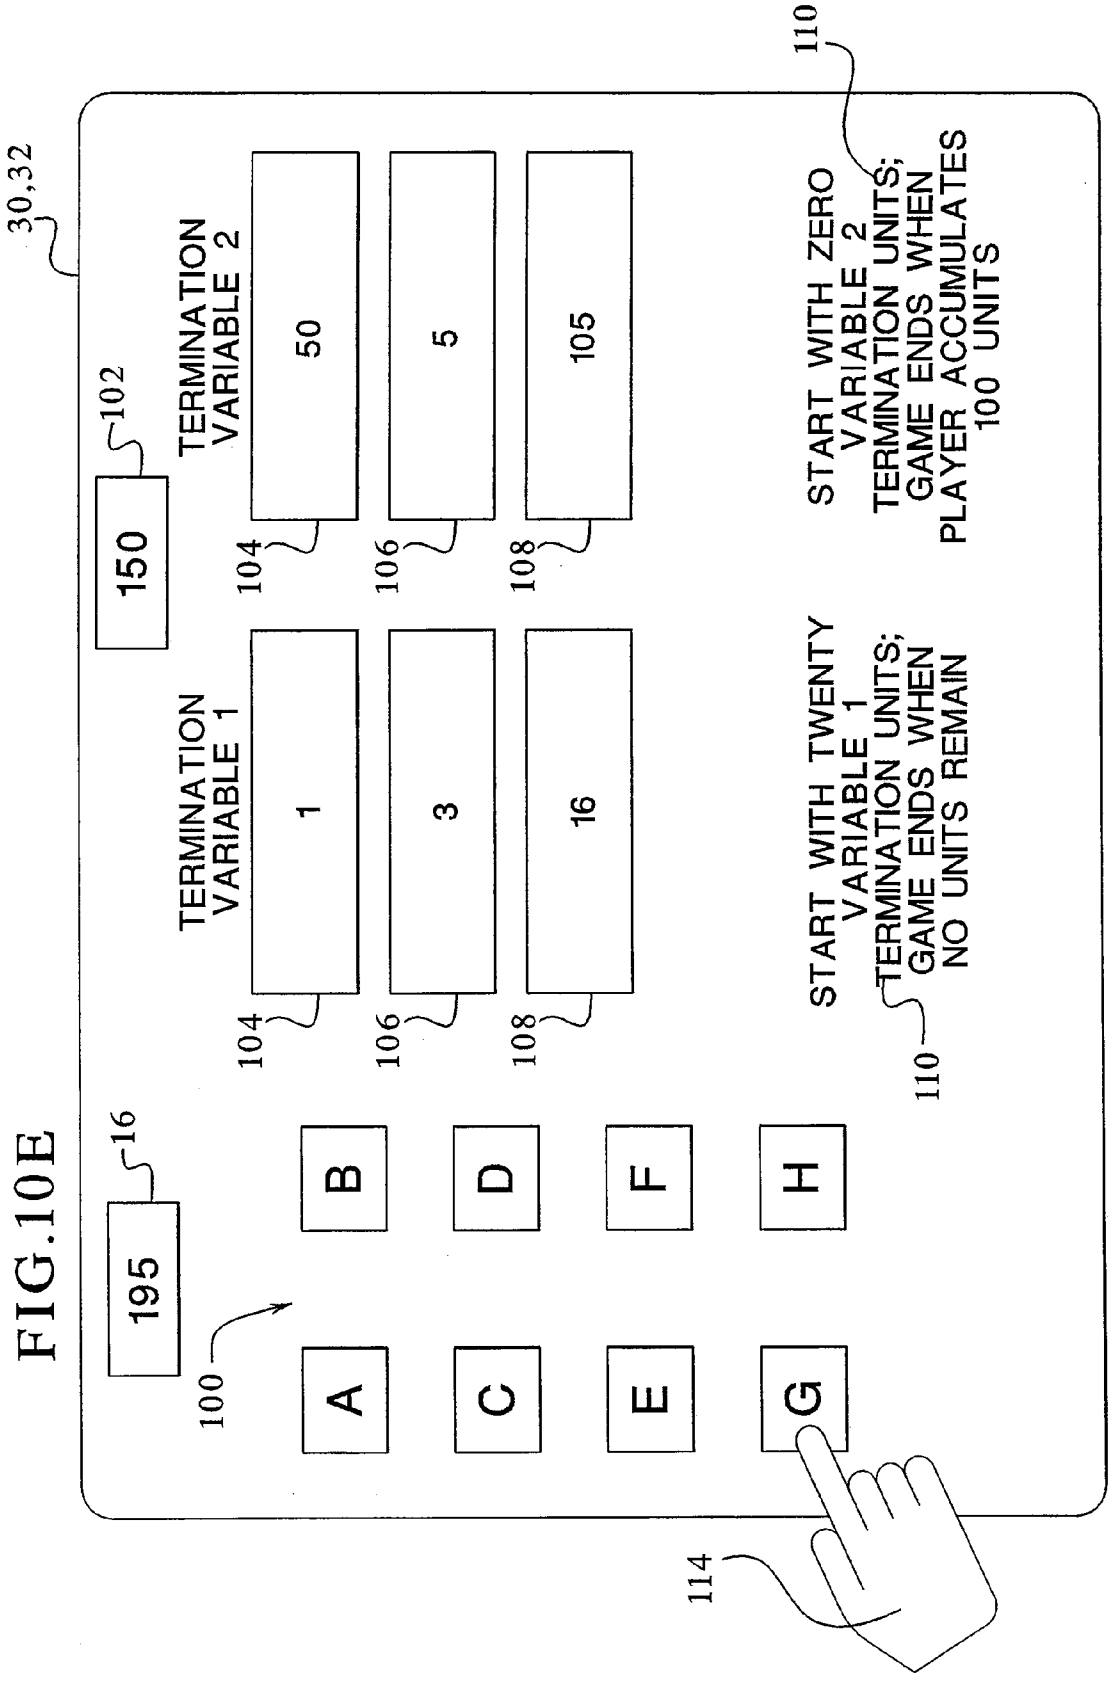 FIG.10E
30,32
195
16
150
102
100
TERMINATION
VARIABLE 1
TERMINATION
VARIABLE 2
A
B
104
1
104
50
C
D
106
3
106
5
E
F
108
16
108
105
G
H
114
START WITH TWENTY
VARIABLE 1
TERMINATION UNITS;
GAME ENDS WHEN
NO UNITS REMAIN
110
START WITH ZERO
VARIABLE 2
TERMINATION UNITS;
GAME ENDS WHEN
PLAYER ACCUMULATES
100 UNITS
110